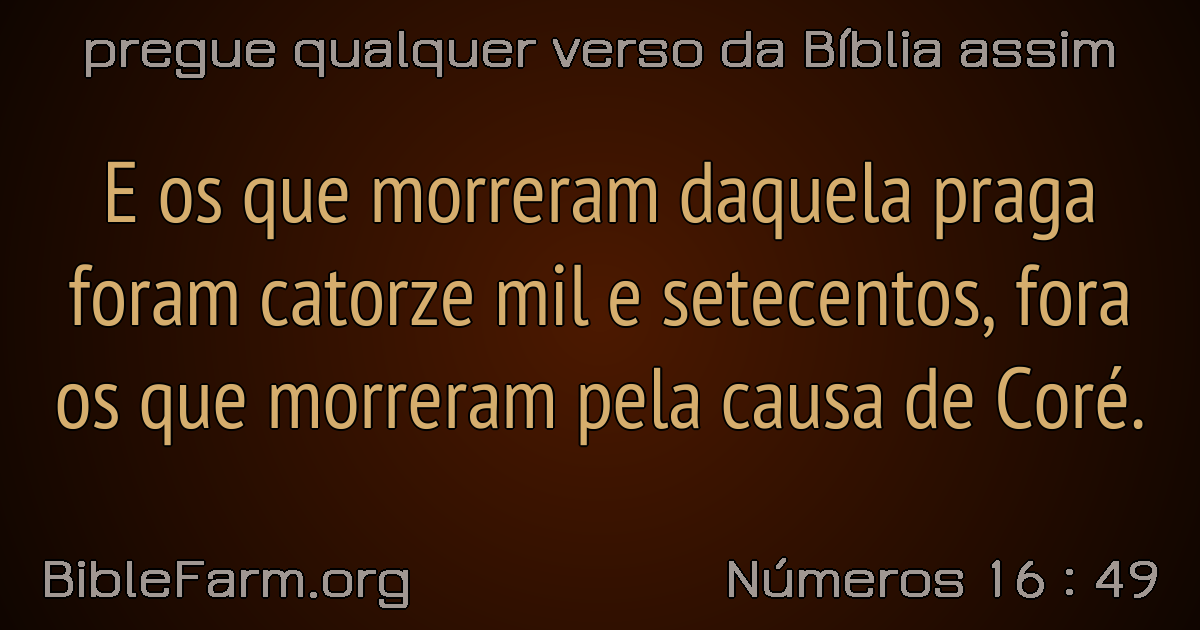 pregue qualquer verso da Bíblia assim
E os que morreram daquela praga
foram catorze mil e setecentos, fora
os que morreram pela causa de Coré.
BibleFarm.org
Números 16 : 49